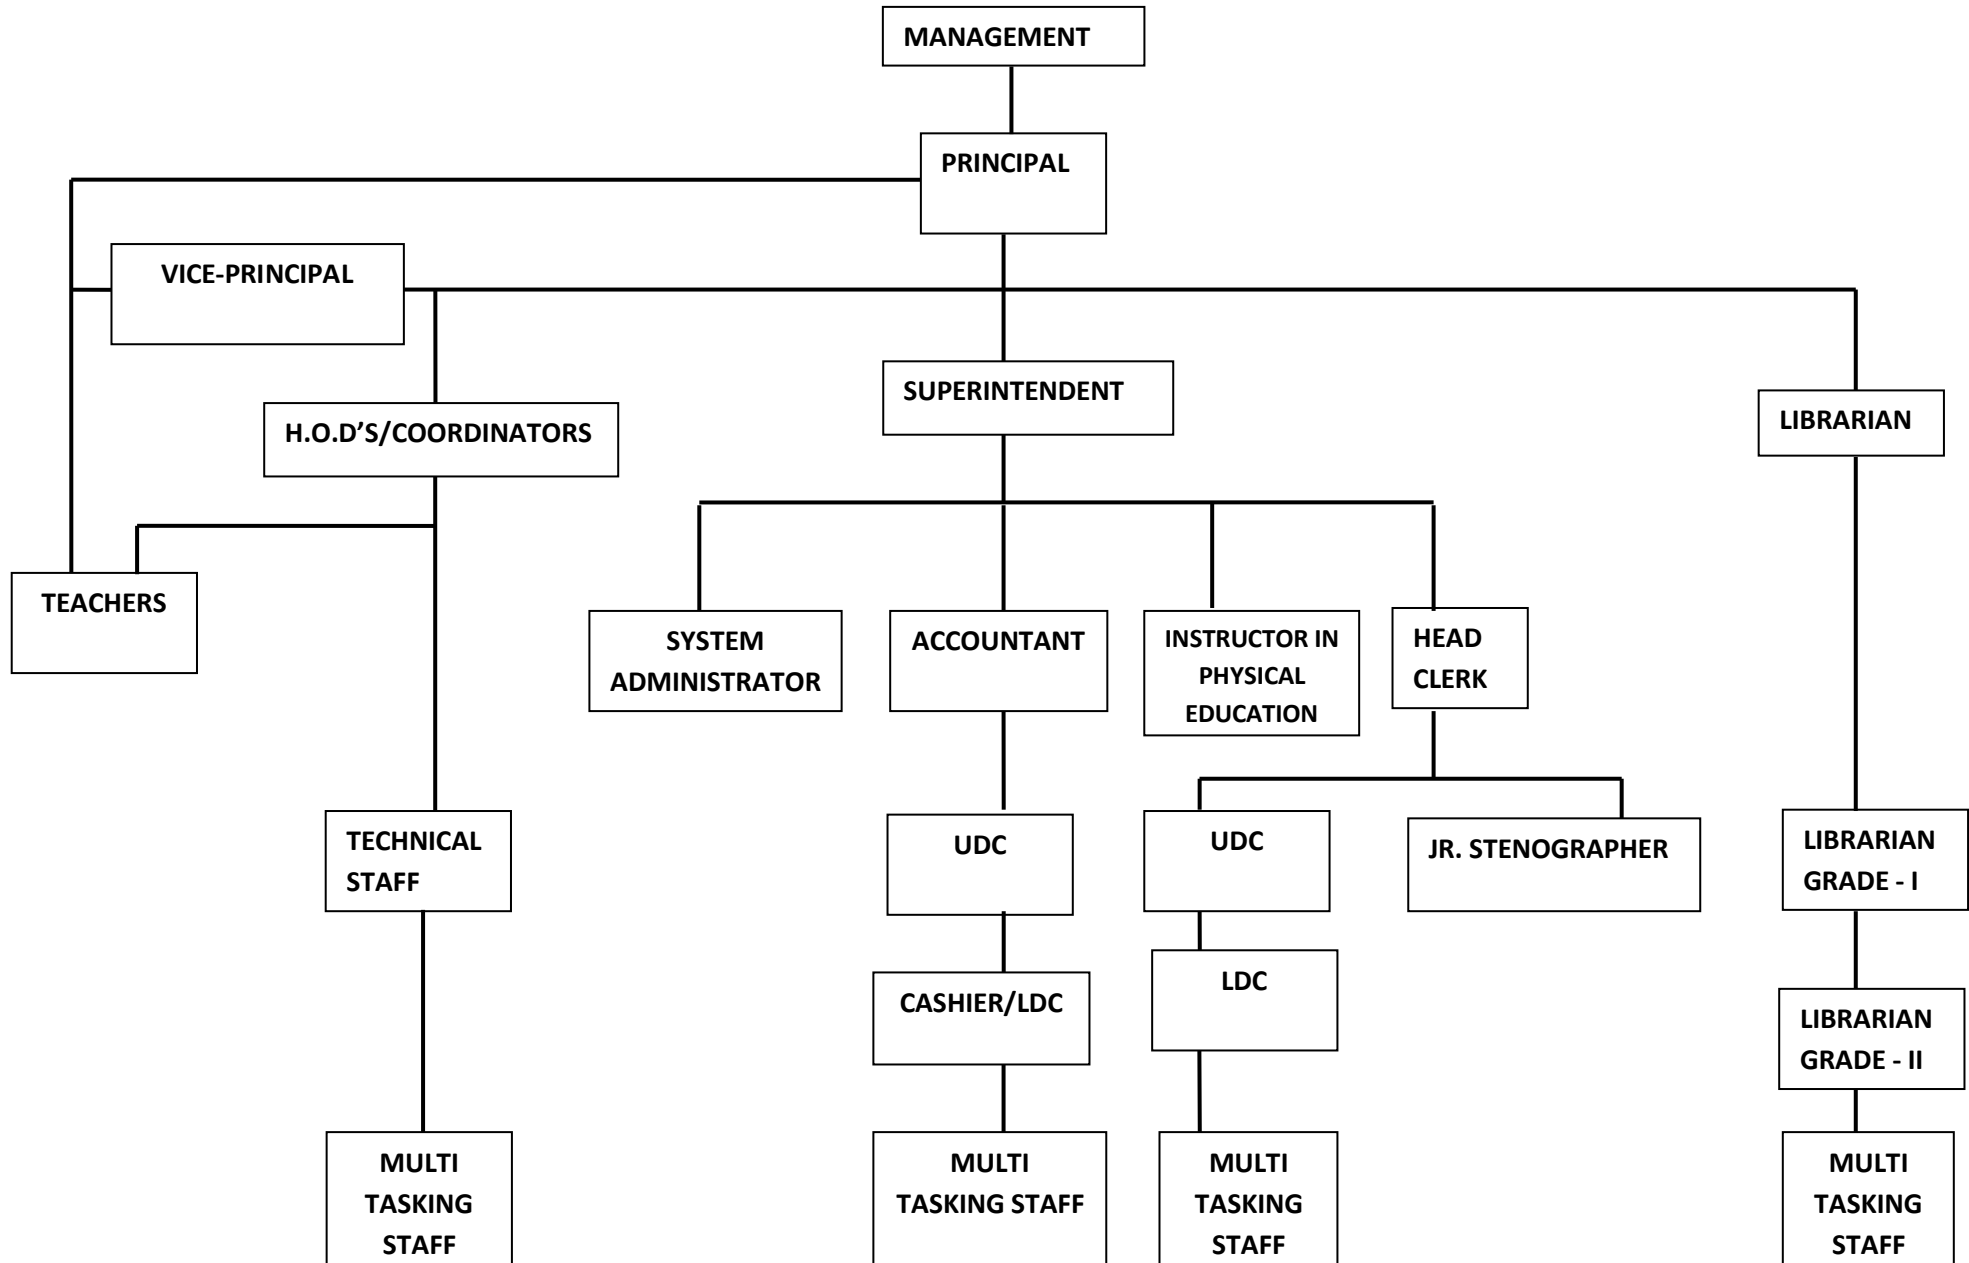 MANAGEMENT
PRINCIPAL
VICE-PRINCIPAL
SUPERINTENDENT
H.O.D’S/COORDINATORS
LIBRARIAN
TEACHERS
SYSTEM
ADMINISTRATOR
ACCOUNTANT
INSTRUCTOR IN
PHYSICAL
EDUCATION
HEAD
CLERK
TECHNICAL
STAFF
UDC
UDC
JR. STENOGRAPHER
LIBRARIAN
GRADE - I
CASHIER/LDC
LDC
LIBRARIAN
GRADE - II
MULTI
TASKING
STAFF
MULTI
TASKING STAFF
MULTI
TASKING
STAFF
MULTI
TASKING
STAFF